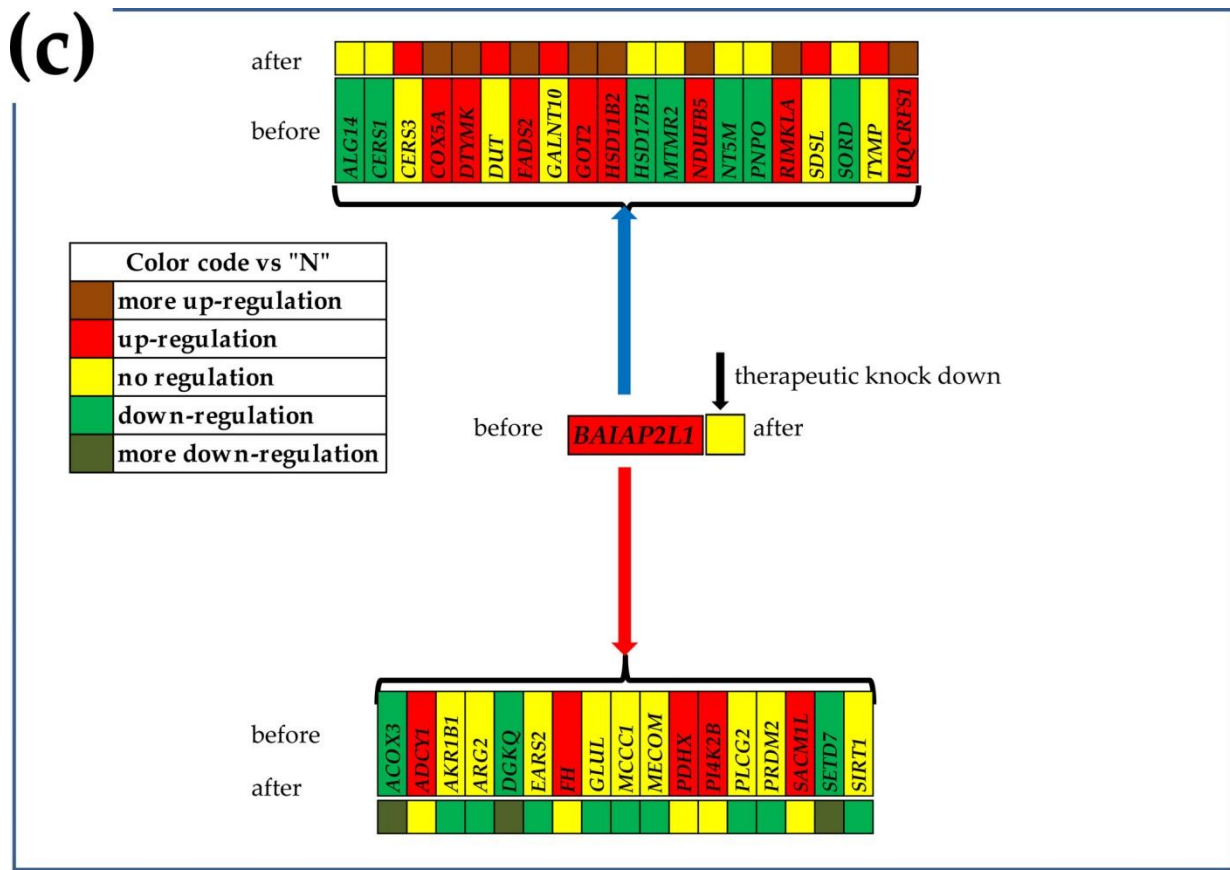 (c)
after
before
ALG14
CERS1
CERS3
COX5A
DTYMK
DUT
FADS2
GALNT10
GOT2
HSD11B2
HSD17B1
MTMR2
NDUFB5
NT5M
PNPO
RIMKLA
SDSL
SORD
TYMP
UQCRFS1
Color code vs "N"
more up-regulation
up-regulation
no regulation
down-regulation
more down-regulation
therapeutic knock down
before
BAIAP2L1
after
before
after
ACOX3
ADCY1
AKR1B1
ARG2
DGKQ
EARS2
FH
GLUL
MCCC1
MECOM
PDHX
PI4K2B
PLCG2
PRDM2
SACM1L
SETD7
SIRT1